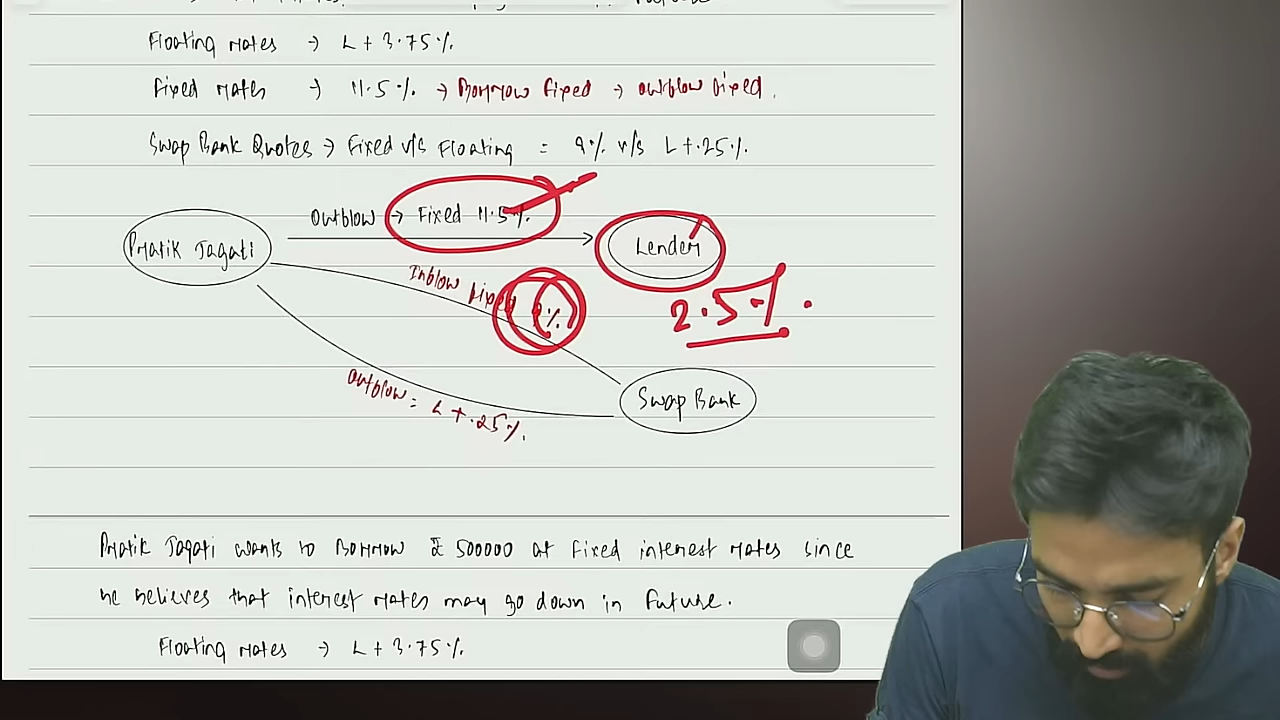 Floating rates → L + 3.75%
Fixed rates → 11.5% → Borrow fixed → outflow fixed.
Swap Bank Quotes → Fixed v/s Floating = 9% v/s L+.25%.
Outflow → Fixed 11.5%.
Pratik Jagati
Lender
Inflow fixed 9%.
2.5%.
Outflow = L+.25%.
Swap Bank
Pratik Jagati wants to Borrow ₹ 500000 at fixed interest rates since
he believes that interest rates may go down in future.
Floating rates → L + 3.75%